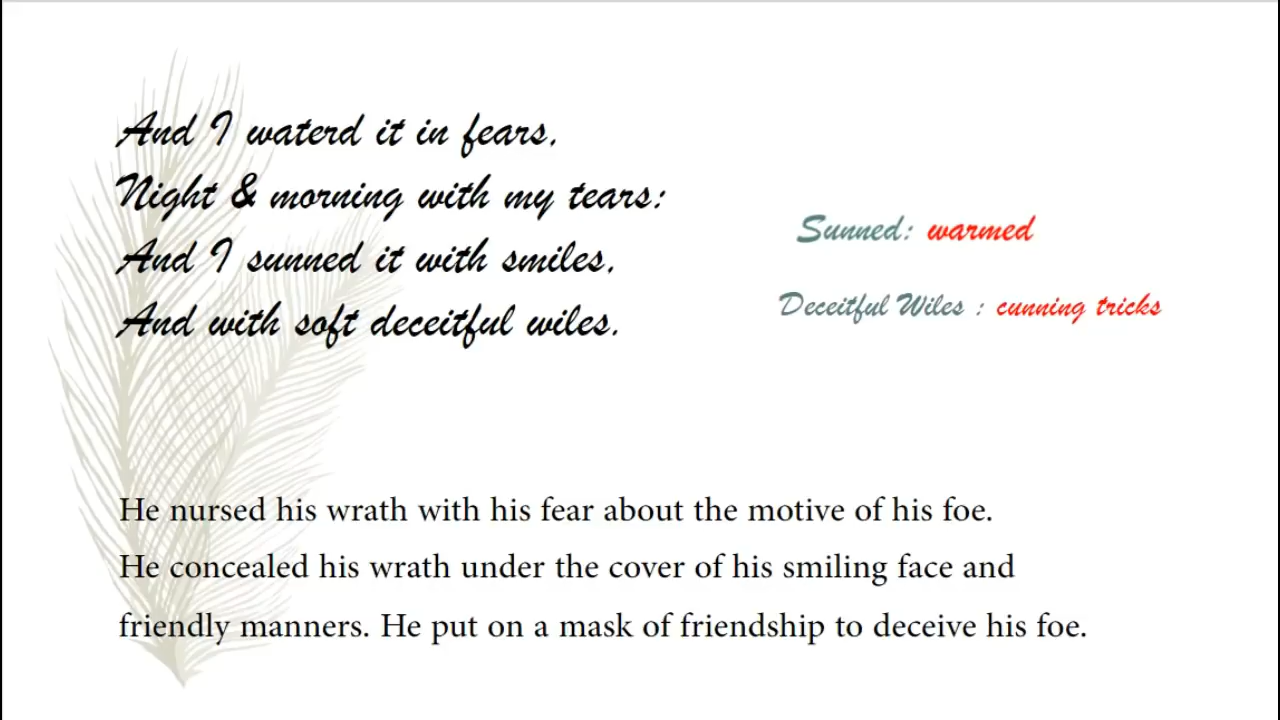 And I waterd it in fears,
Night & morning with my tears:
And I sunned it with smiles,
And with soft deceitful wiles.
Sunned: warmed
Deceitful Wiles : cunning tricks
He nursed his wrath with his fear about the motive of his foe.
He concealed his wrath under the cover of his smiling face and
friendly manners. He put on a mask of friendship to deceive his foe.